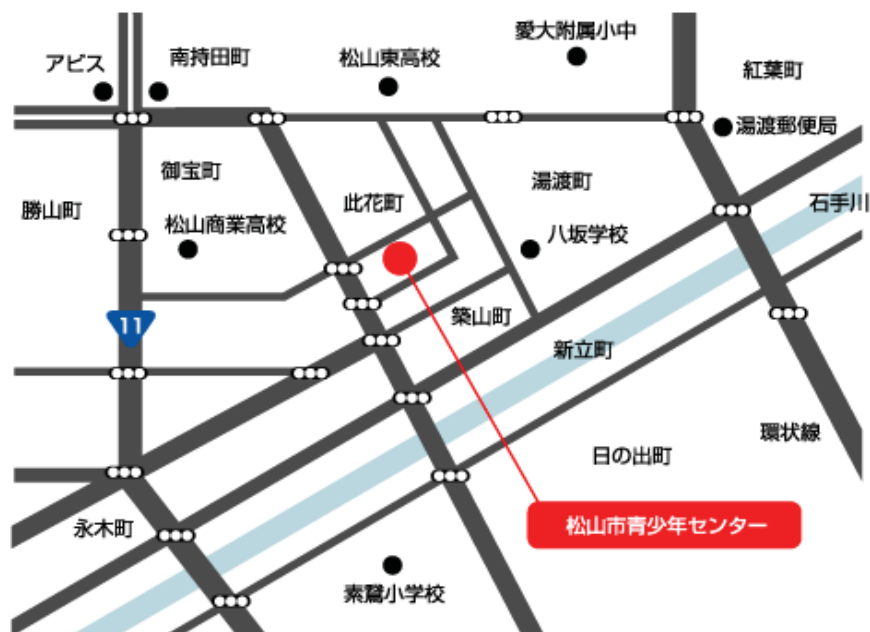 愛大附属小中
南持田町
松山東高校
アビス
紅葉町
湯渡郵便局
御宝町
湯渡町
此花町
石手川
勝山町
松山商業高校
八坂学校
築山町
11
新立町
環状線
日の出町
松山市青少年センター
永木町
素鵞小学校